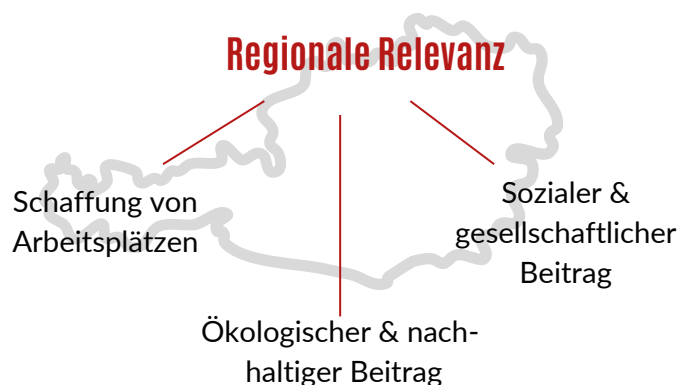 Regionale Relevanz
Schaffung von
Arbeitsplätzen
Ökologischer & nach-
haltiger Beitrag
Sozialer &
gesellschaftlicher
Beitrag